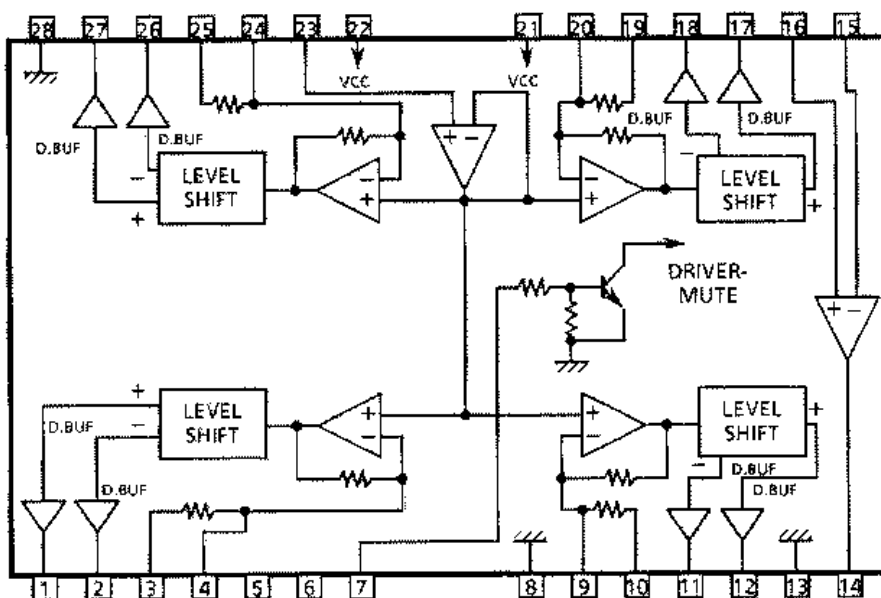 28 27 26 25 24 23 22 21 20 19 18 17 16 15
VCC VCC
D.BUF D.BUF + − D.BUF D.BUF
− LEVEL SHIFT − + − + − LEVEL SHIFT
+ + +
DRIVER-
MUTE
+ −
+ LEVEL SHIFT + + LEVEL SHIFT +
D.BUF − − − − D.BUF
D.BUF D.BUF
1 2 3 4 5 6 7 8 9 10 11 12 13 14